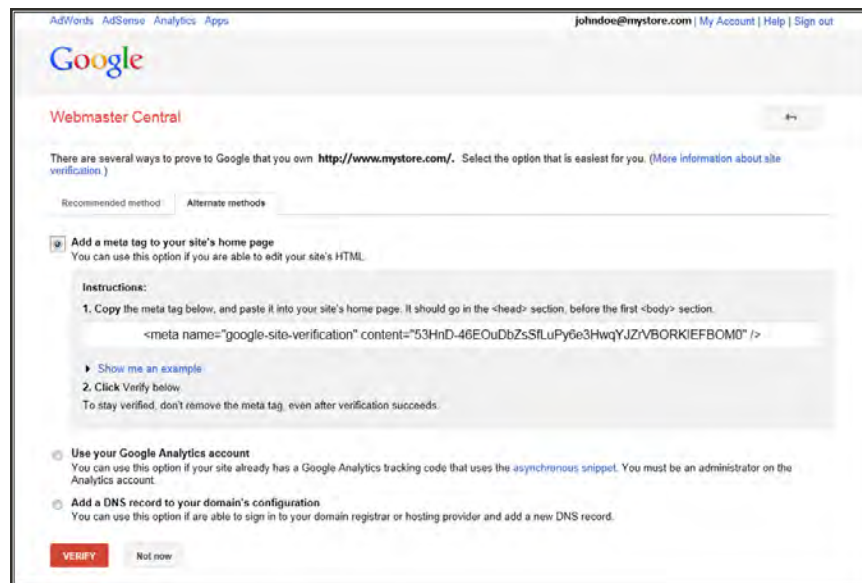 AdWords AdSense Analytics Apps johndoe@mystore.com | My Account | Help | Sign out
Google
Webmaster Central
There are several ways to prove to Google that you own http://www.mystore.com/. Select the option that is easiest for you. (More information about site
verification.)
Recommended method Alternate methods
Add a meta tag to your site's home page
You can use this option if you are able to edit your site's HTML.
Instructions:
1. Copy the meta tag below, and paste it into your site's home page. It should go in the <head> section, before the first <body> section.
<meta name="google-site-verification" content="53HnD-46EOuDbZsSfLuPy6e3HwqYJZrVBORKIEFBOM0" />
Show me an example
2. Click Verify below
To stay verified, don't remove the meta tag, even after verification succeeds.
Use your Google Analytics account
You can use this option if your site already has a Google Analytics tracking code that uses the asynchronous snippet. You must be an administrator on the
Analytics account.
Add a DNS record to your domain's configuration
You can use this option if are able to sign in to your domain registrar or hosting provider and add a new DNS record.
VERIFY Not now